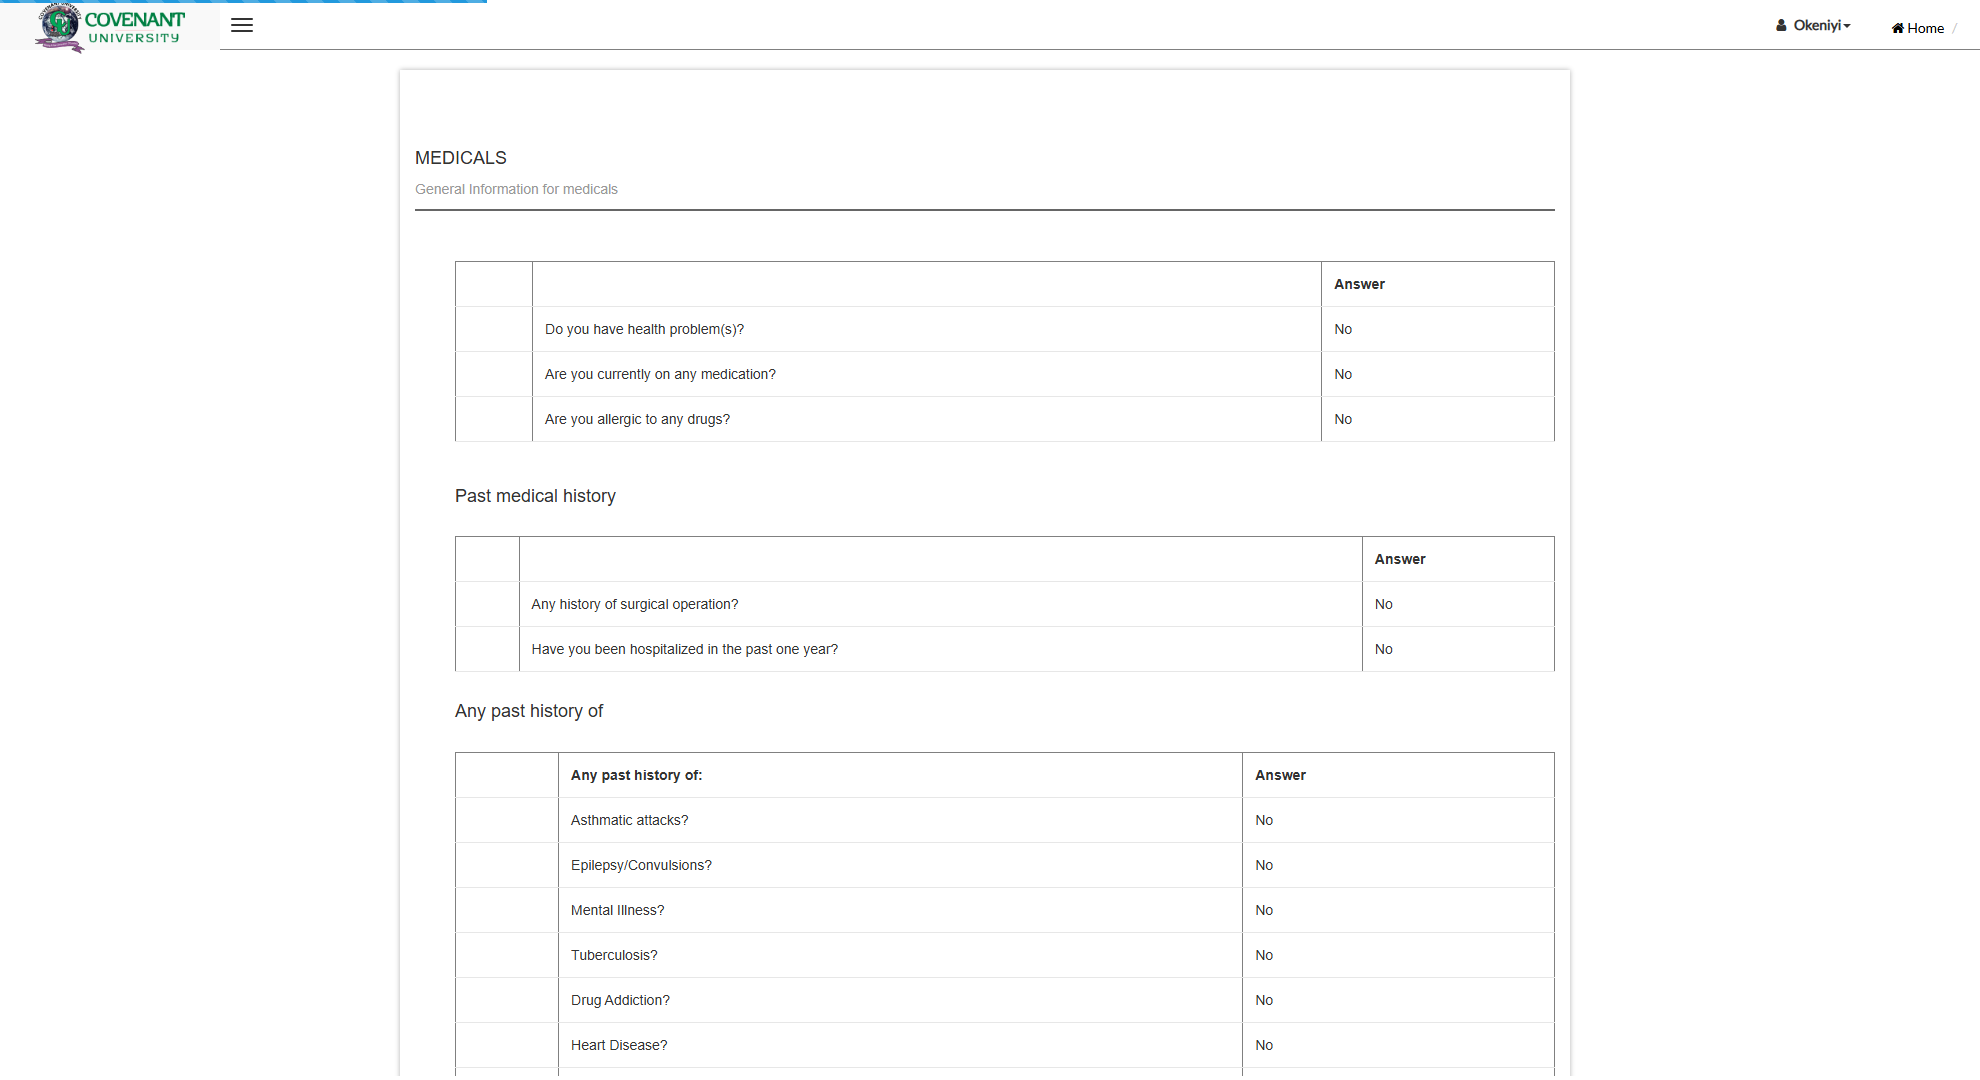 COVENANT
UNIVERSITY
Okeniyi
Home /
MEDICALS
General Information for medicals
Answer
Do you have health problem(s)? No
Are you currently on any medication? No
Are you allergic to any drugs? No
Past medical history
Answer
Any history of surgical operation? No
Have you been hospitalized in the past one year? No
Any past history of
Any past history of: Answer
Asthmatic attacks? No
Epilepsy/Convulsions? No
Mental Illness? No
Tuberculosis? No
Drug Addiction? No
Heart Disease? No